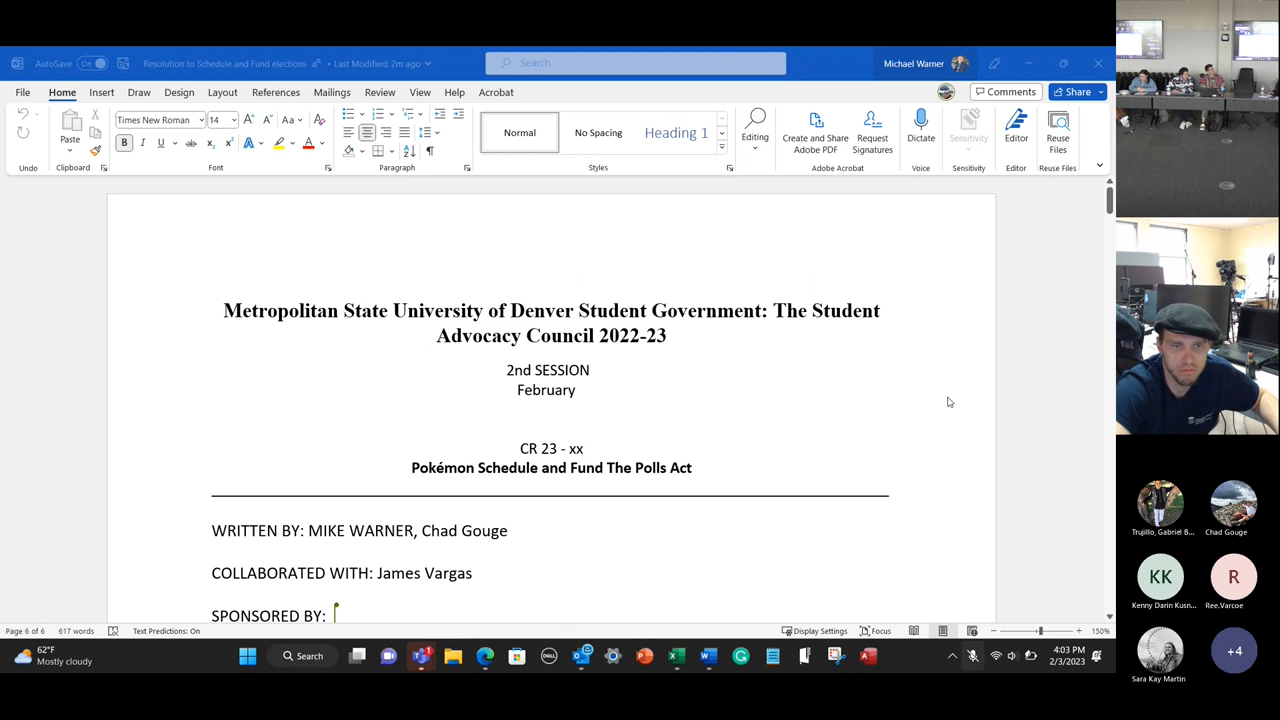 AutoSave On Resolution to Schedule and Fund elections • Last Modified: 2m ago Search Michael Warner
File Home Insert Draw Design Layout References Mailings Review View Help Acrobat Comments Share
Times New Roman 14 Aa
Paste
Normal No Spacing Heading 1
Editing
Create and Share
Adobe PDF
Request
Signatures
Dictate
Sensitivity
Editor
Reuse
Files
Undo Clipboard Font Paragraph Styles Adobe Acrobat Voice Sensitivity Editor Reuse Files
Metropolitan State University of Denver Student Government: The Student
Advocacy Council 2022-23
2nd SESSION
February
CR 23 - xx
Pokémon Schedule and Fund The Polls Act
WRITTEN BY: MIKE WARNER, Chad Gouge
COLLABORATED WITH: James Vargas
SPONSORED BY:
Page 6 of 6 617 words Text Predictions: On Display Settings Focus 150%
62°F
Mostly cloudy
Search
4:03 PM
2/3/2023
Trujillo, Gabriel B...
Chad Gouge
KK
Kenny Darin Kusn...
R
Ree.Varcoe
Sara Kay Martin
+4